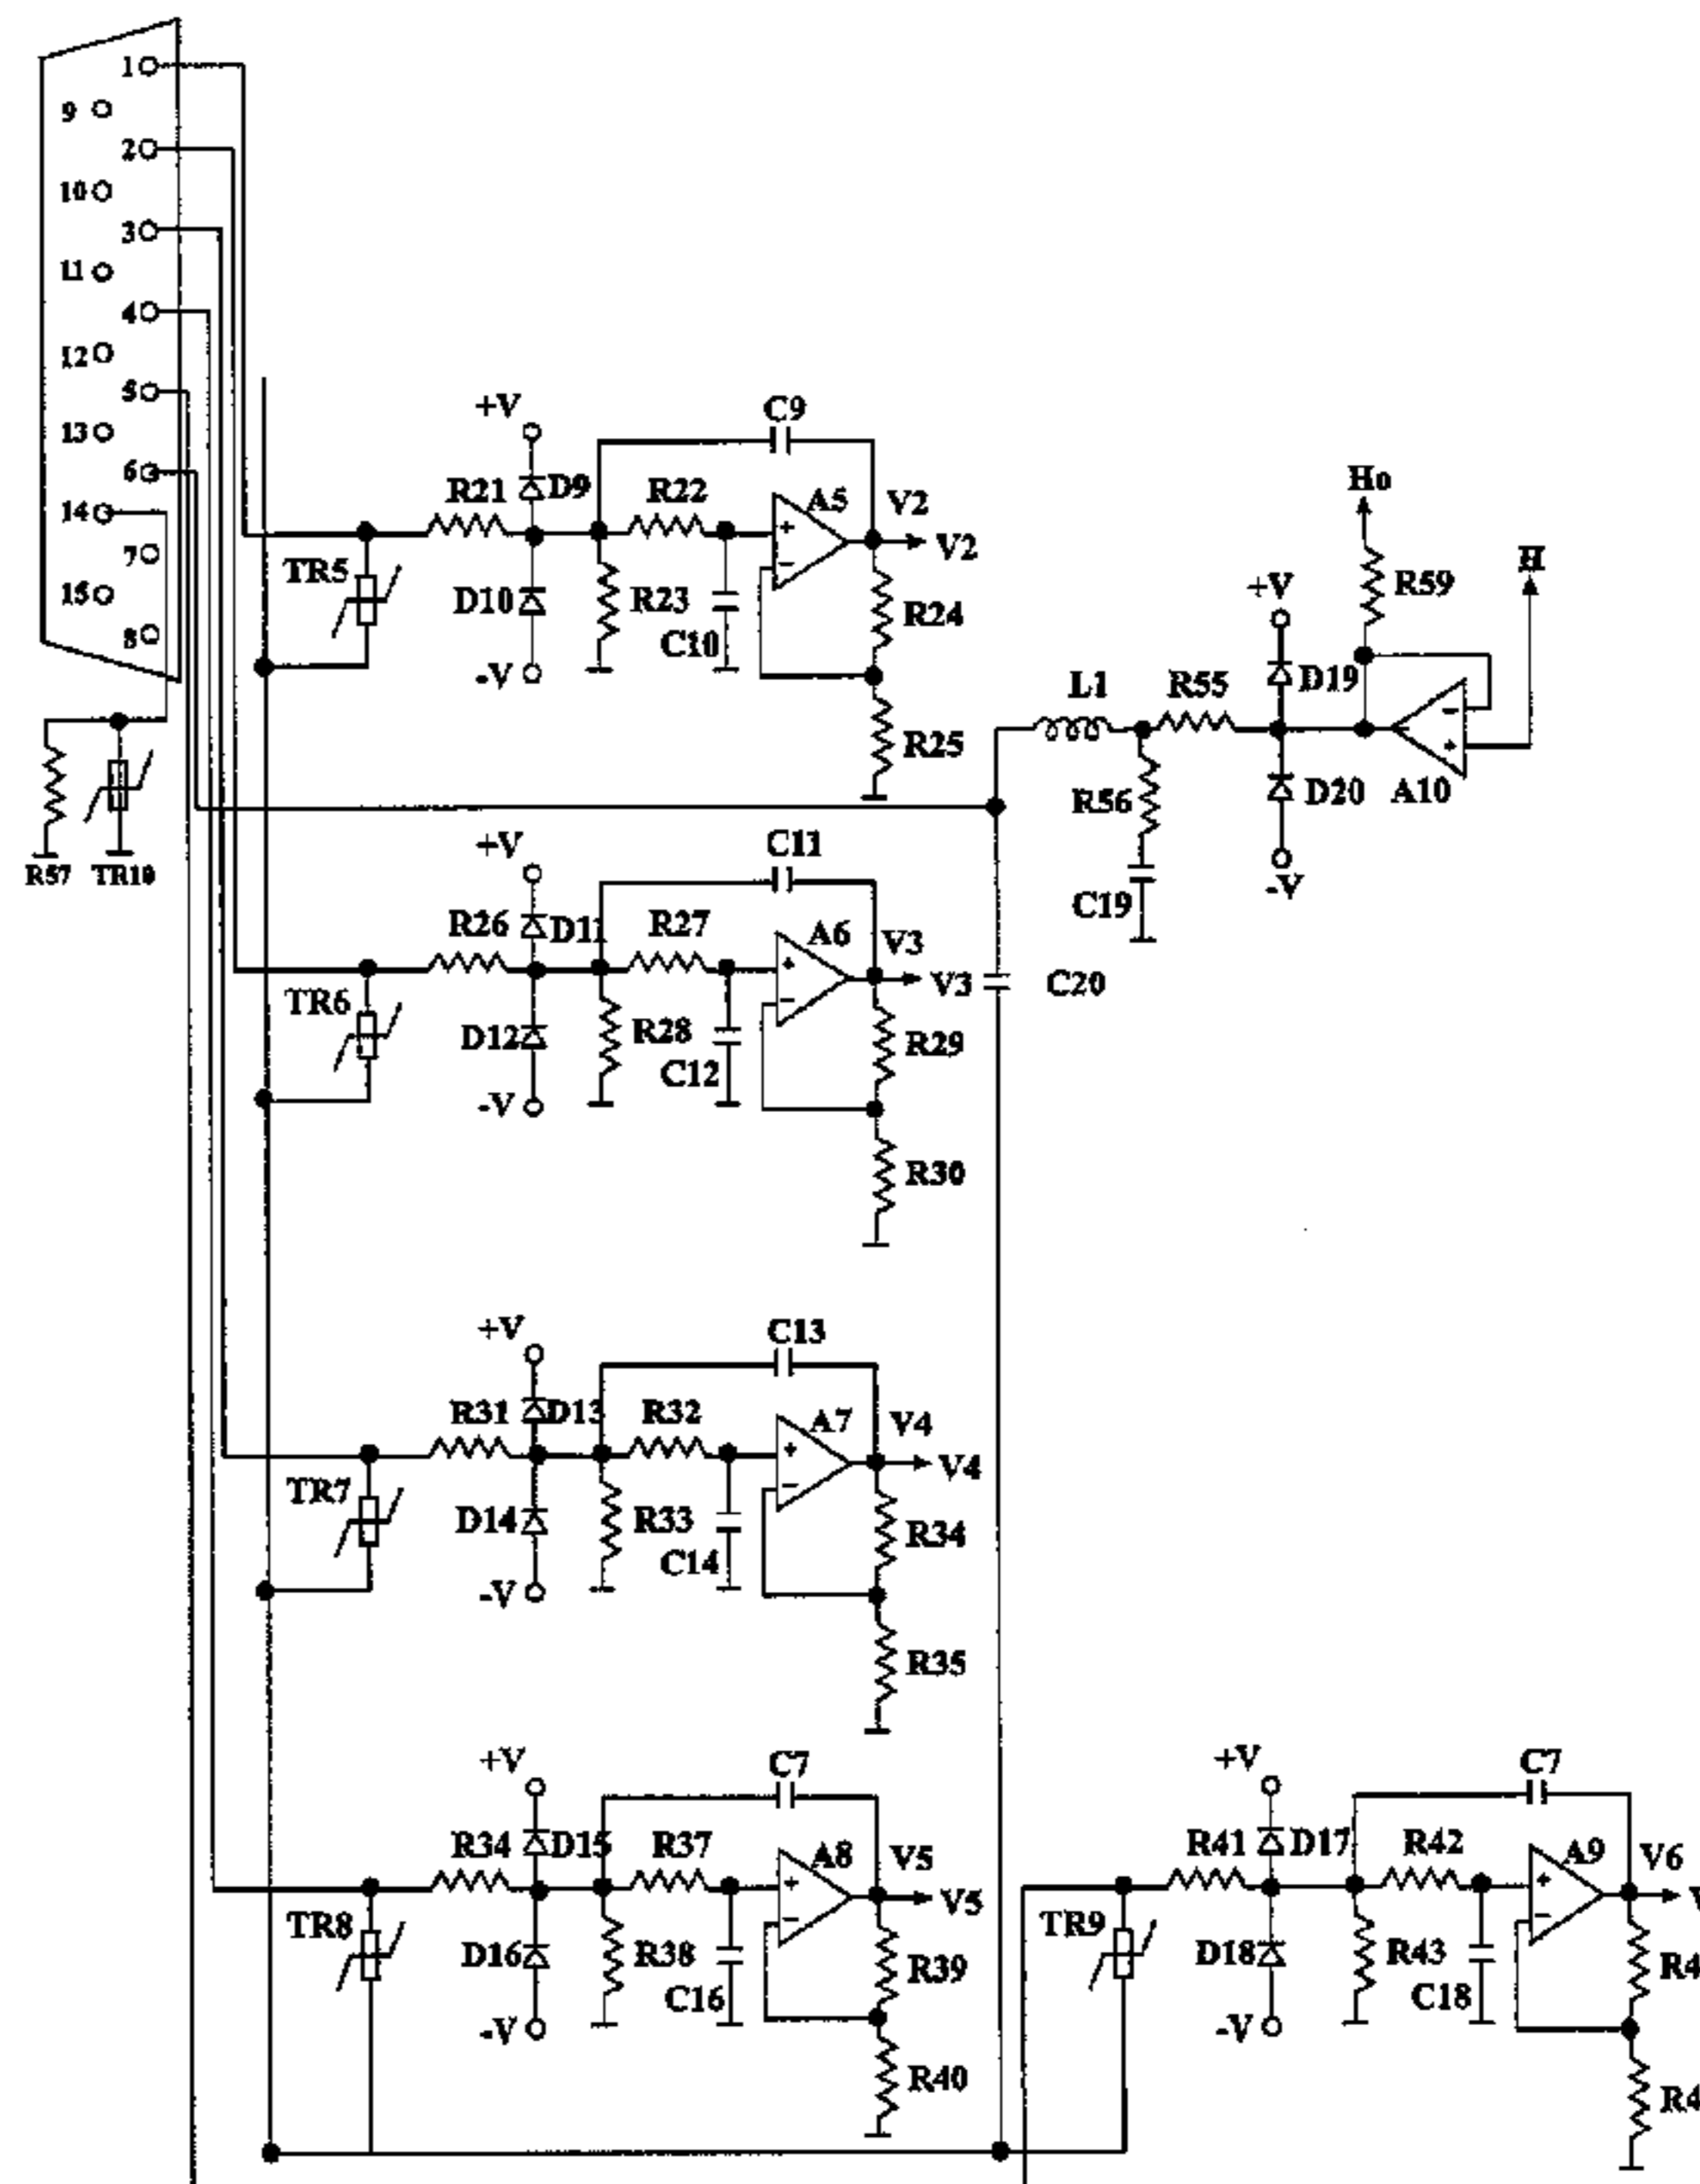 1
9
2
10
3
11
4
12
5
13
6
14
7
15
8
R57 TR10
+V
C9
R21 D9 R22 A5 V2
V2
TR5
D10 R23 C10 R24
-V
R25
Ho
H
+V R59
L1 R55 D19
R56 D20 A10
C19 -V
+V
C11
R26 D11 R27 A6 V3
V3 C20
TR6
D12 R28 C12 R29
-V
R30
+V
C13
R31 D13 R32 A7 V4
V4
TR7
D14 R33 C14 R34
-V
R35
+V
C7
R34 D15 R37 A8 V5
V5
TR8
D16 R38 C16 R39
-V
R40
+V
C7
R41 D17 R42 A9 V6
TR9
D18 R43 C18
-V